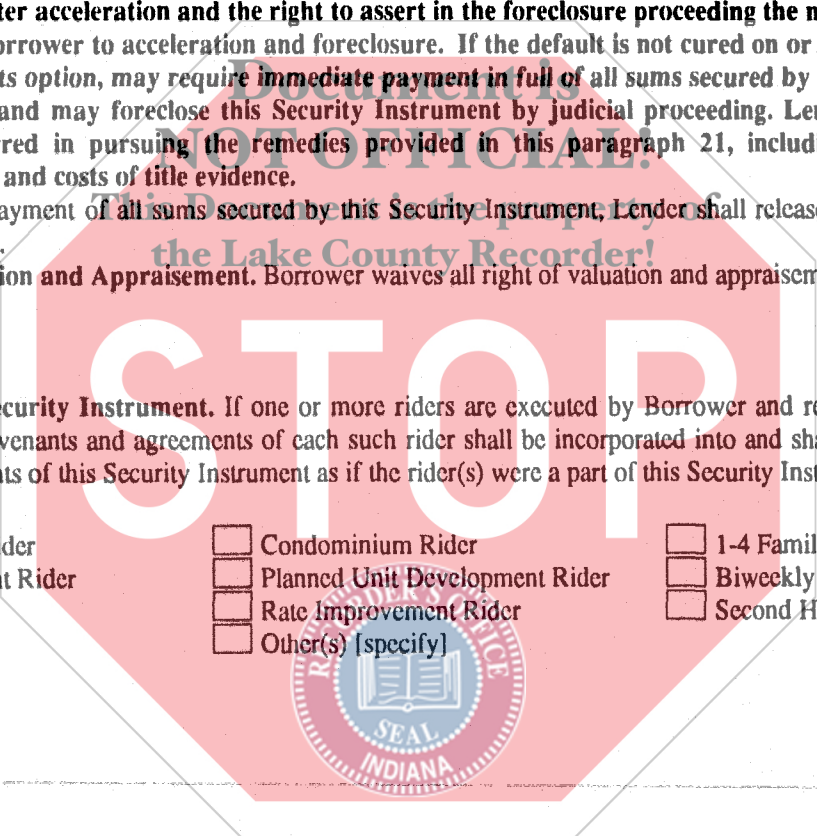 ter acceleration and the right to assert in the foreclosure proceeding the n
orrower to acceleration and foreclosure. If the default is not cured on or
ts option, may require immediate payment in full of all sums secured by
and may foreclose this Security Instrument by judicial proceeding. Len
red in pursuing the remedies provided in this paragraph 21, includi
and costs of title evidence.
ayment of all sums secured by this Security Instrument, Lender shall release
ion and Appraisement. Borrower waives all right of valuation and appraisem
Document is
NOT OFFICIAL!
This Document is the property of
the Lake County Recorder!
STOP
ecurity Instrument. If one or more riders are executed by Borrower and re
venants and agreements of each such rider shall be incorporated into and sha
ts of this Security Instrument as if the rider(s) were a part of this Security Inst
der Condominium Rider 1-4 Famil
t Rider Planned Unit Development Rider Biweekly
Rate Improvement Rider Second H
Other(s) [specify]
RECORDER'S OFFICE
SEAL
INDIANA